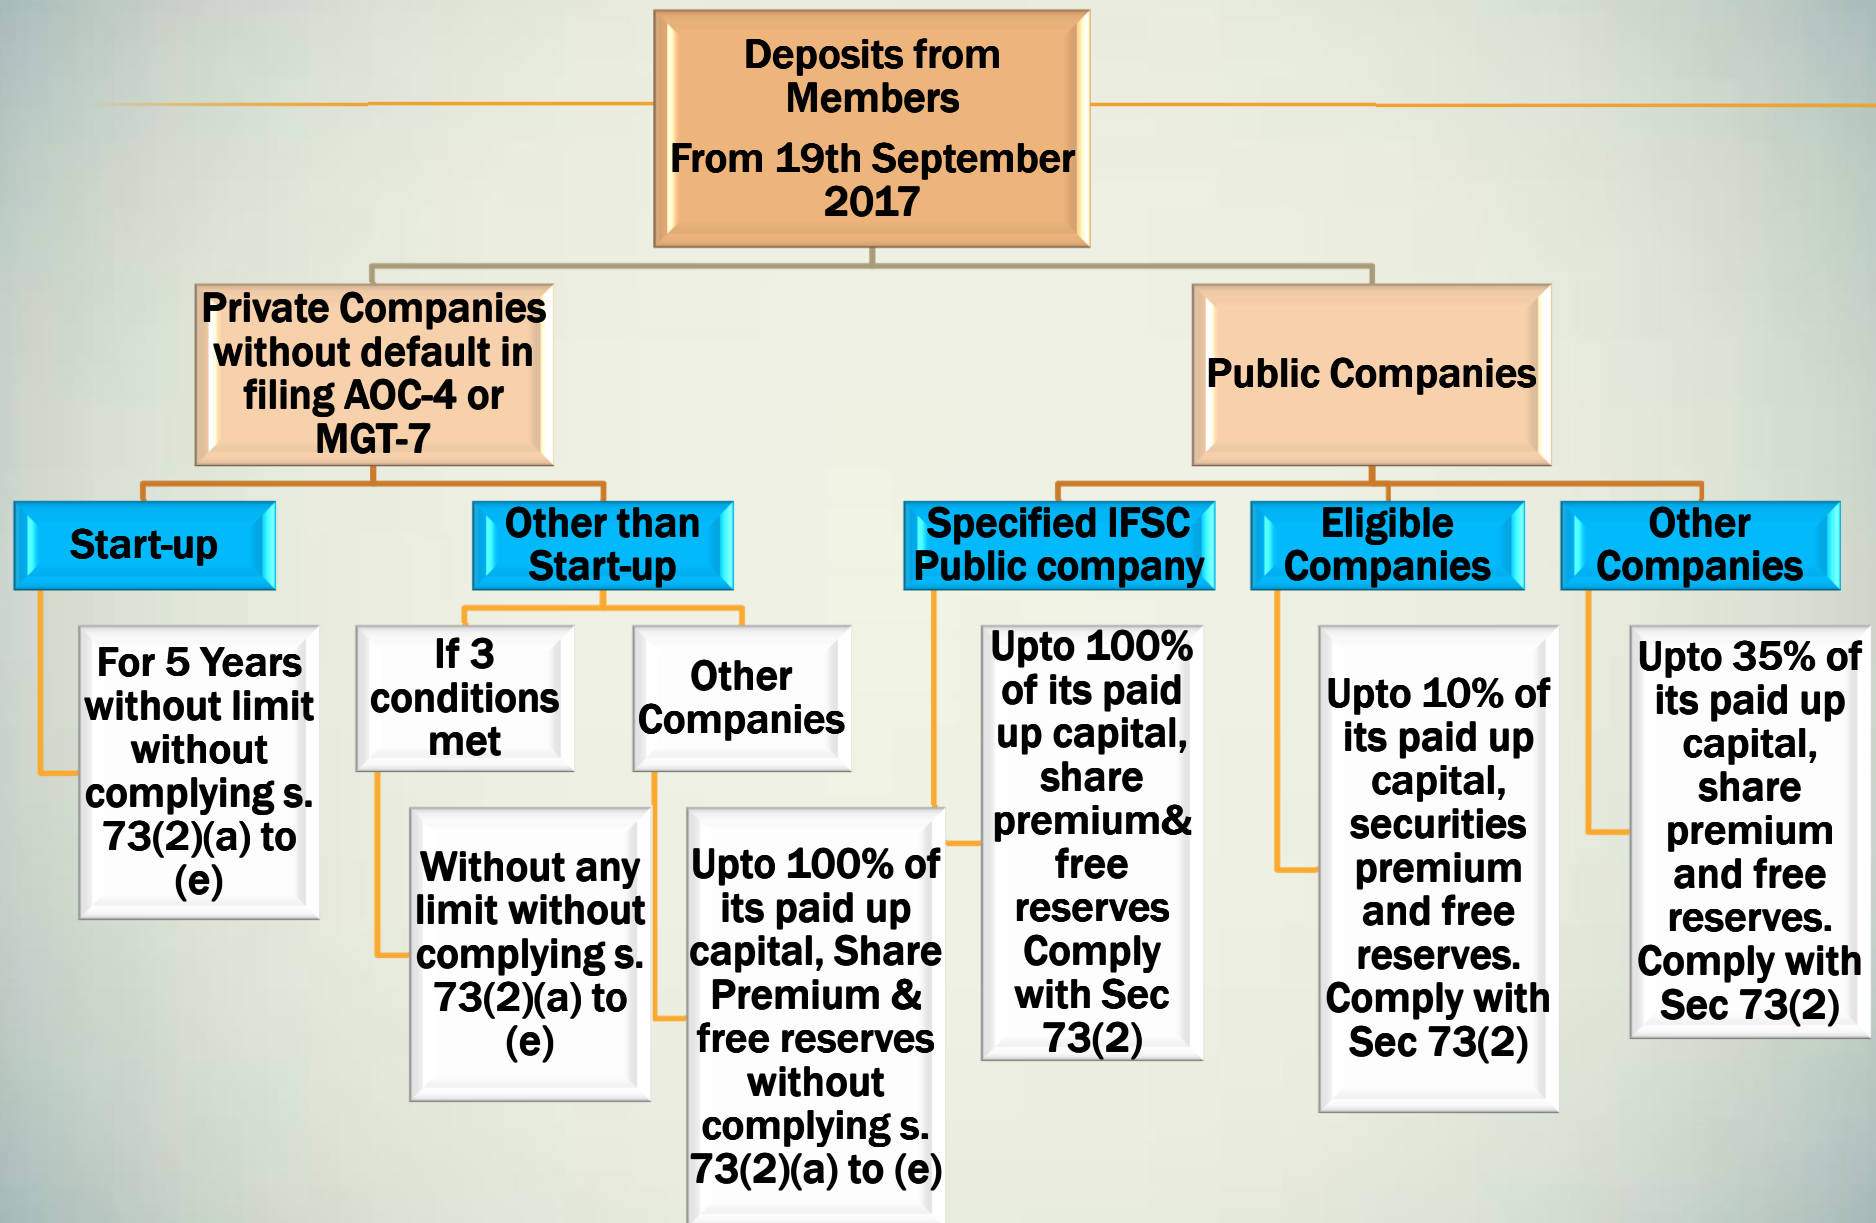 Deposits from
Members
From 19th September
2017
Private Companies
without default in
filing AOC-4 or
MGT-7
Public Companies
Start-up
Other than
Start-up
Specified IFSC
Public company
Eligible
Companies
Other
Companies
For 5 Years
without limit
without
complying s.
73(2)(a) to
(e)
If 3
conditions
met
Other
Companies
Without any
limit without
complying s.
73(2)(a) to
(e)
Upto 100% of
its paid up
capital, Share
Premium &
free reserves
without
complying s.
73(2)(a) to (e)
Upto 100%
of its paid
up capital,
share
premium&
free
reserves
Comply
with Sec
73(2)
Upto 10% of
its paid up
capital,
securities
premium
and free
reserves.
Comply with
Sec 73(2)
Upto 35% of
its paid up
capital,
share
premium
and free
reserves.
Comply with
Sec 73(2)